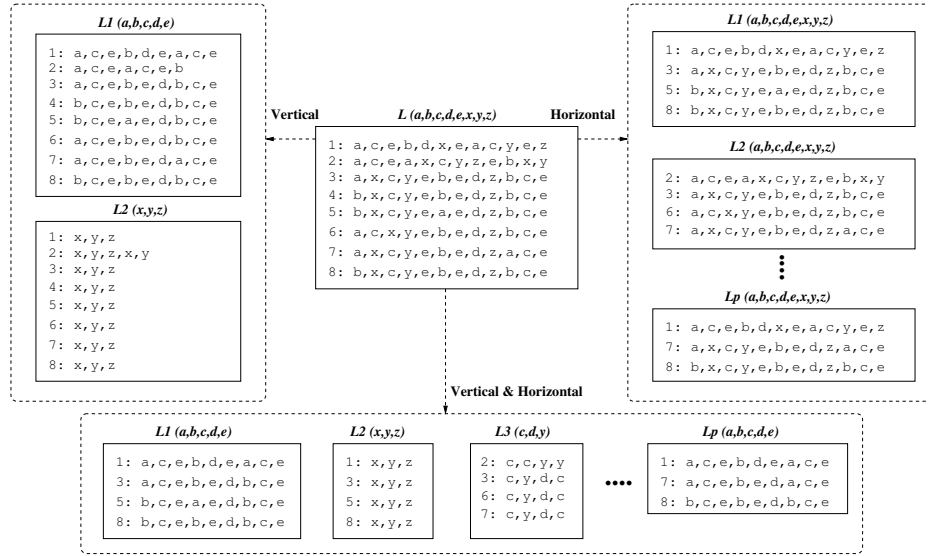 L1 (a,b,c,d,e)
1: a,c,e,b,d,e,a,c,e
2: a,c,e,a,c,e,b
3: a,c,e,b,e,d,b,c,e
4: b,c,e,b,e,d,b,c,e
5: b,c,e,a,e,d,b,c,e
6: a,c,e,b,e,d,b,c,e
7: a,c,e,b,e,d,a,c,e
8: b,c,e,b,e,d,b,c,e
L2 (x,y,z)
1: x,y,z
2: x,y,z,x,y
3: x,y,z
4: x,y,z
5: x,y,z
6: x,y,z
7: x,y,z
8: x,y,z
Vertical
L (a,b,c,d,e,x,y,z)
1: a,c,e,b,d,x,e,a,c,y,e,z
2: a,c,e,a,x,c,y,z,e,b,x,y
3: a,x,c,y,e,b,e,d,z,b,c,e
4: b,x,c,y,e,b,e,d,z,b,c,e
5: b,x,c,y,e,a,e,d,z,b,c,e
6: a,c,x,y,e,b,e,d,z,b,c,e
7: a,x,c,y,e,b,e,d,z,a,c,e
8: b,x,c,y,e,b,e,d,z,b,c,e
Horizontal
L1 (a,b,c,d,e,x,y,z)
1: a,c,e,b,d,x,e,a,c,y,e,z
3: a,x,c,y,e,b,e,d,z,b,c,e
5: b,x,c,y,e,a,e,d,z,b,c,e
8: b,x,c,y,e,b,e,d,z,b,c,e
L2 (a,b,c,d,e,x,y,z)
2: a,c,e,a,x,c,y,z,e,b,x,y
3: a,x,c,y,e,b,e,d,z,b,c,e
6: a,c,x,y,e,b,e,d,z,b,c,e
7: a,x,c,y,e,b,e,d,z,a,c,e
Lp (a,b,c,d,e,x,y,z)
1: a,c,e,b,d,x,e,a,c,y,e,z
7: a,x,c,y,e,b,e,d,z,a,c,e
8: b,x,c,y,e,b,e,d,z,b,c,e
Vertical & Horizontal
L1 (a,b,c,d,e)
1: a,c,e,b,d,e,a,c,e
3: a,c,e,b,e,d,b,c,e
5: b,c,e,a,e,d,b,c,e
8: b,c,e,b,e,d,b,c,e
L2 (x,y,z)
1: x,y,z
3: x,y,z
5: x,y,z
8: x,y,z
L3 (c,d,y)
2: c,c,y,y
3: c,y,d,c
6: c,y,d,c
7: c,y,d,c
Lp (a,b,c,d,e)
1: a,c,e,b,d,e,a,c,e
7: a,c,e,b,e,d,a,c,e
8: b,c,e,b,e,d,b,c,e